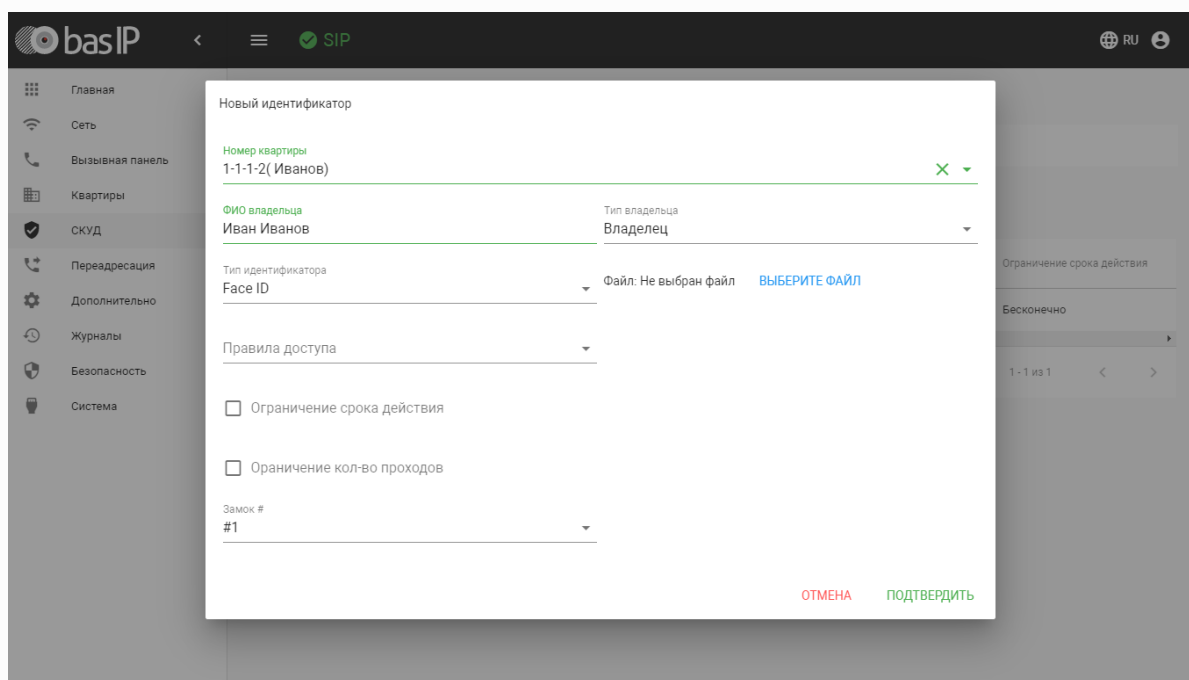 basIP
SIP
RU
Главная
Сеть
Вызывная панель
Квартиры
СКУД
Переадресация
Дополнительно
Журналы
Безопасность
Система
Новый идентификатор
Номер квартиры
1-1-1-2( Иванов)
ФИО владельца
Иван Иванов
Тип владельца
Владелец
Тип идентификатора
Face ID
Файл: Не выбран файл ВЫБЕРИТЕ ФАЙЛ
Правила доступа
Ограничение срока действия
Ораничение кол-во проходов
Замок #
#1
ОТМЕНА ПОДТВЕРДИТЬ
Ограничение срока действия
Бесконечно
1 - 1 из 1